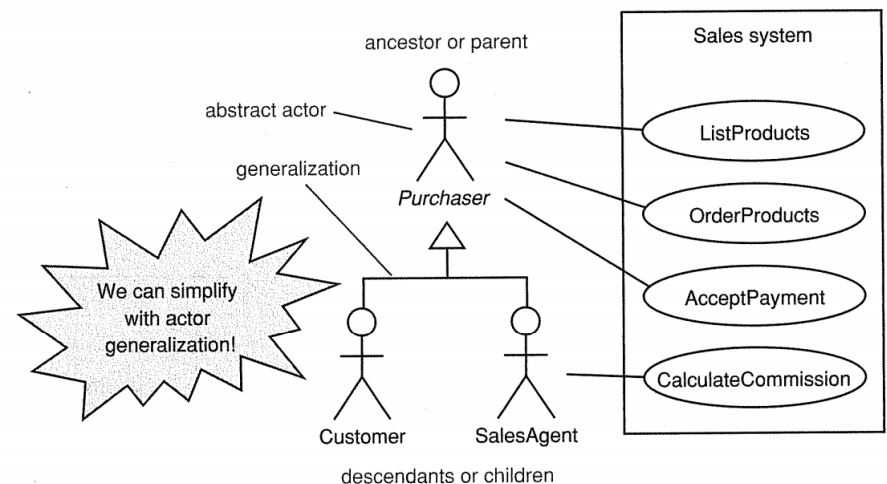 ancestor or parent
Sales system
abstract actor
ListProducts
generalization
Purchaser
OrderProducts
We can simplify
with actor
generalization!
AcceptPayment
CalculateCommission
Customer
SalesAgent
descendants or children